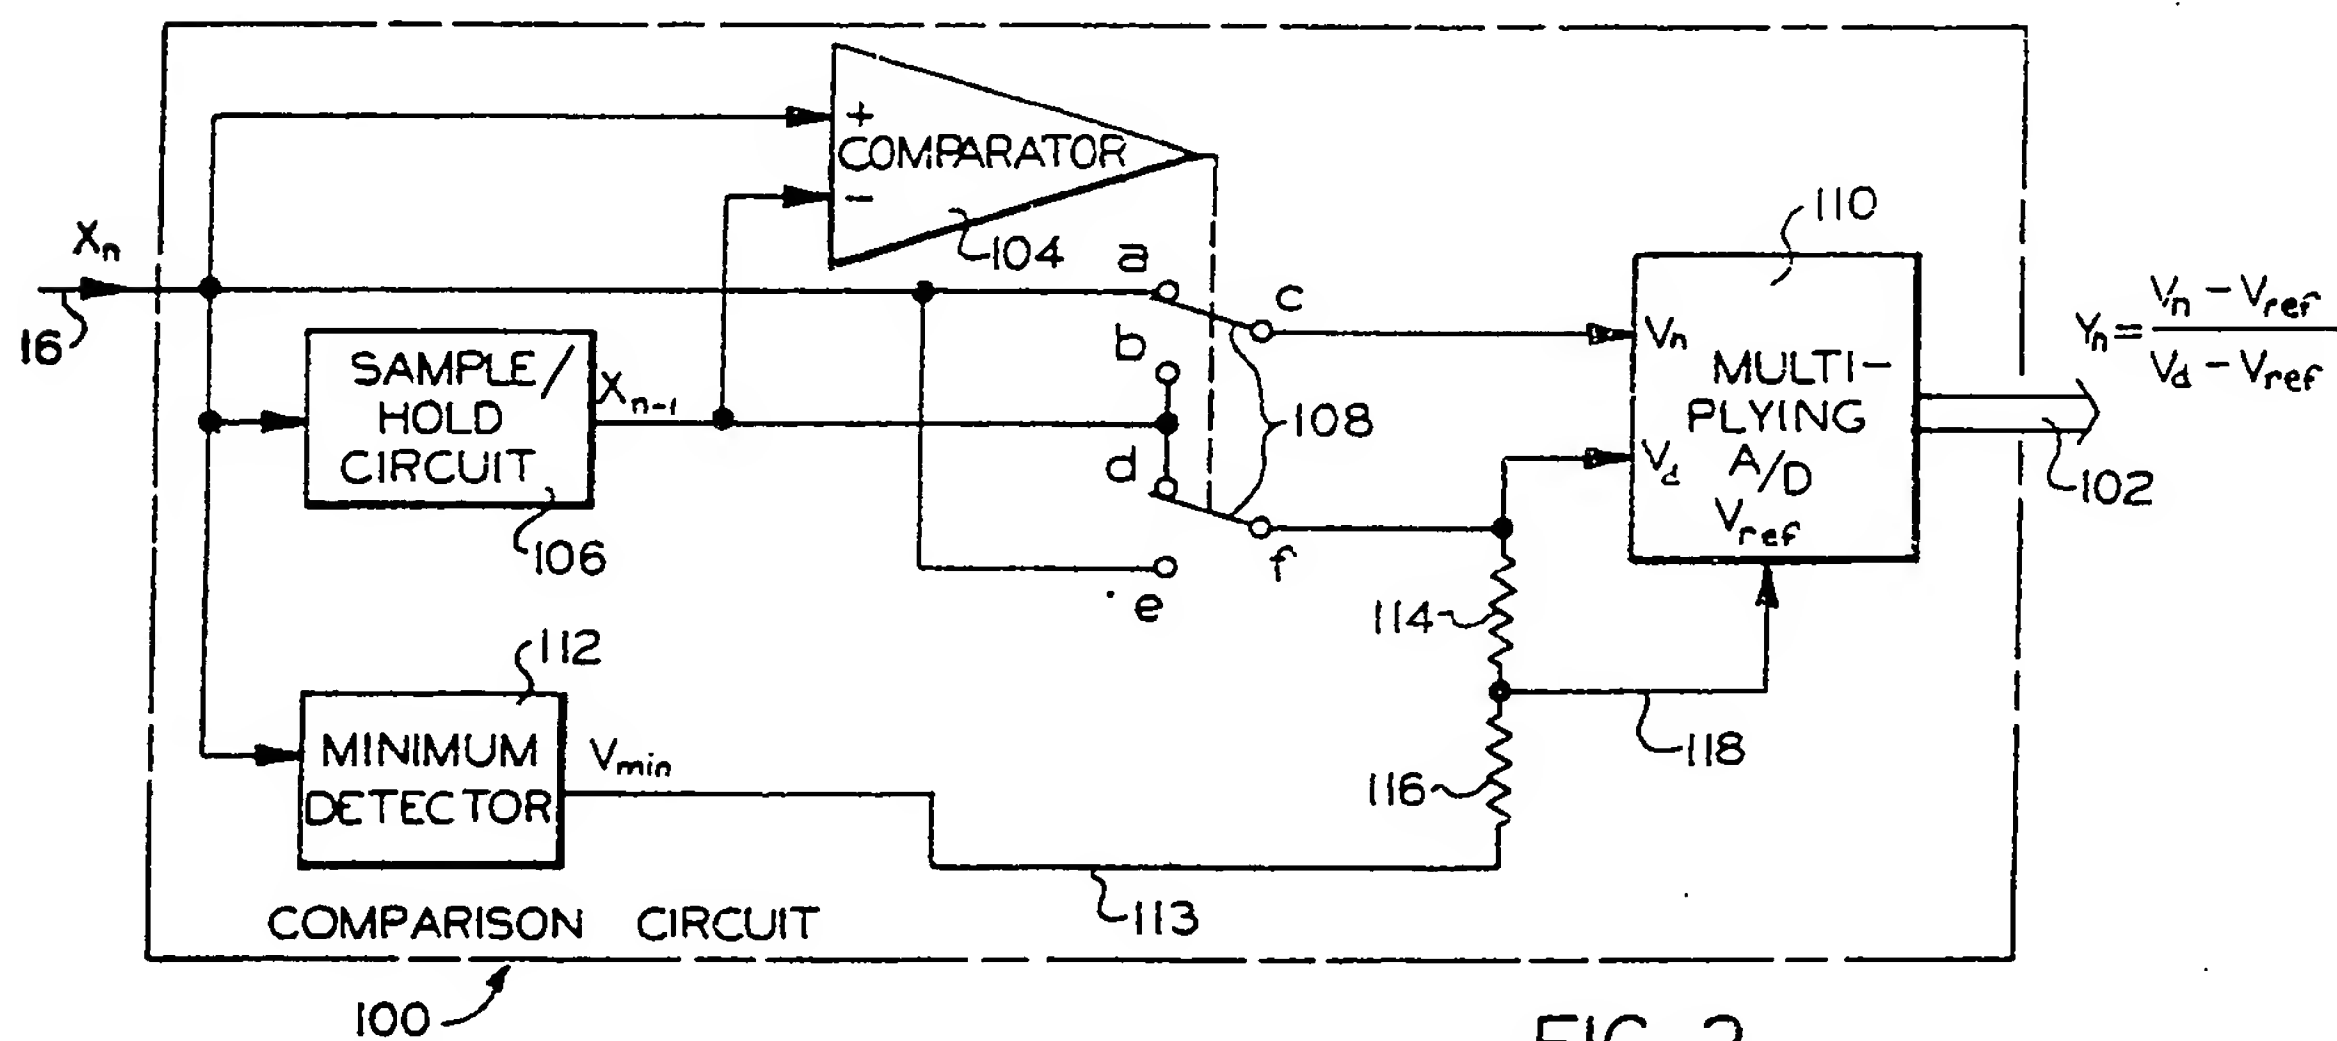 +
COMPARATOR
−
104
Xn
16
a
c
b
d
e
f
108
SAMPLE/
HOLD
CIRCUIT
Xn-1
106
110
Vn
MULTI-
PLYING
A/D
Vd
Vref
Yn = Vn - Vref / Vd - Vref
102
114
116
118
112
MINIMUM
DETECTOR
Vmin
113
COMPARISON CIRCUIT
100